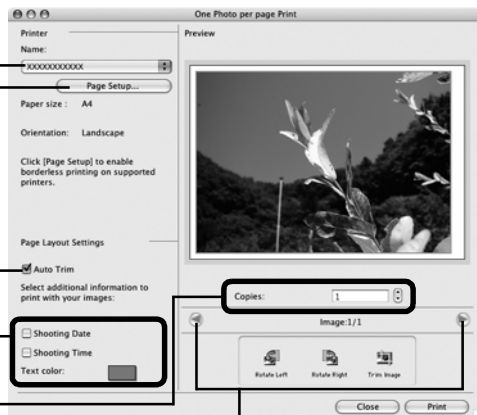 One Photo per page Print
Printer
Name:
XXXXXXXXXXX
Page Setup...
Paper size : A4
Orientation: Landscape
Click [Page Setup] to enable
borderless printing on supported
printers.
Page Layout Settings
Auto Trim
Select additional information to
print with your images:
Shooting Date
Shooting Time
Text color:
Preview
Copies: 1
Image:1/1
Rotate Left Rotate Right Trim Image
Close Print